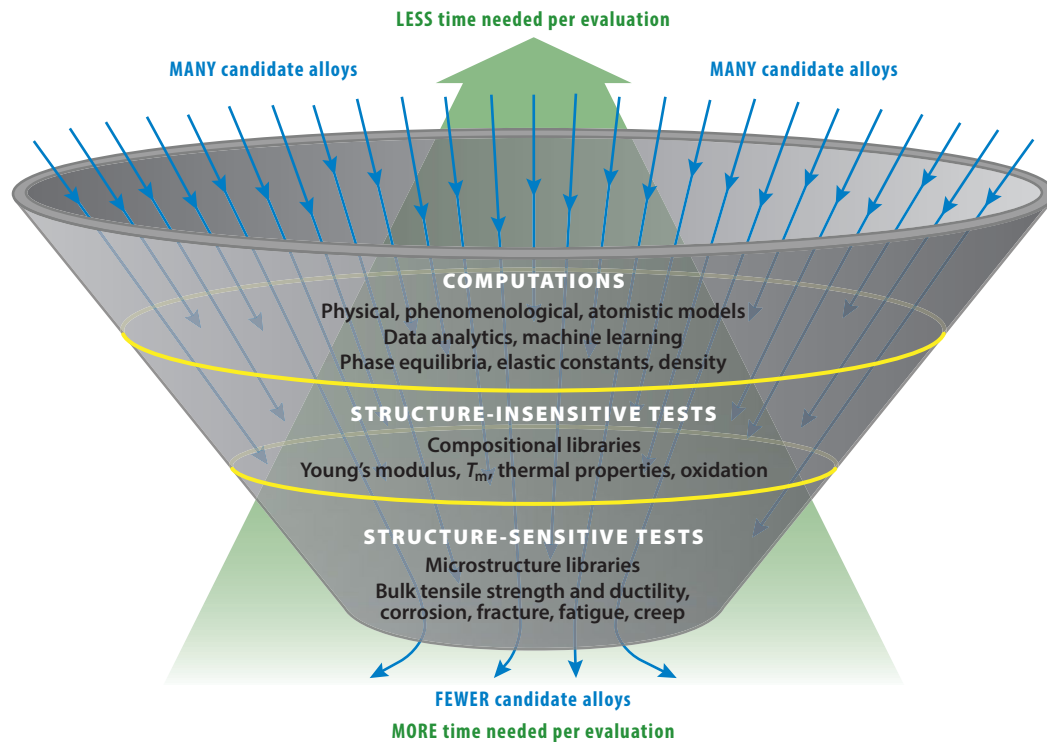 LESS time needed per evaluation
MANY candidate alloys
MANY candidate alloys
COMPUTATIONS
Physical, phenomenological, atomistic models
Data analytics, machine learning
Phase equilibria, elastic constants, density
STRUCTURE-INSENSITIVE TESTS
Compositional libraries
Young's modulus, Tm, thermal properties, oxidation
STRUCTURE-SENSITIVE TESTS
Microstructure libraries
Bulk tensile strength and ductility,
corrosion, fracture, fatigue, creep
FEWER candidate alloys
MORE time needed per evaluation